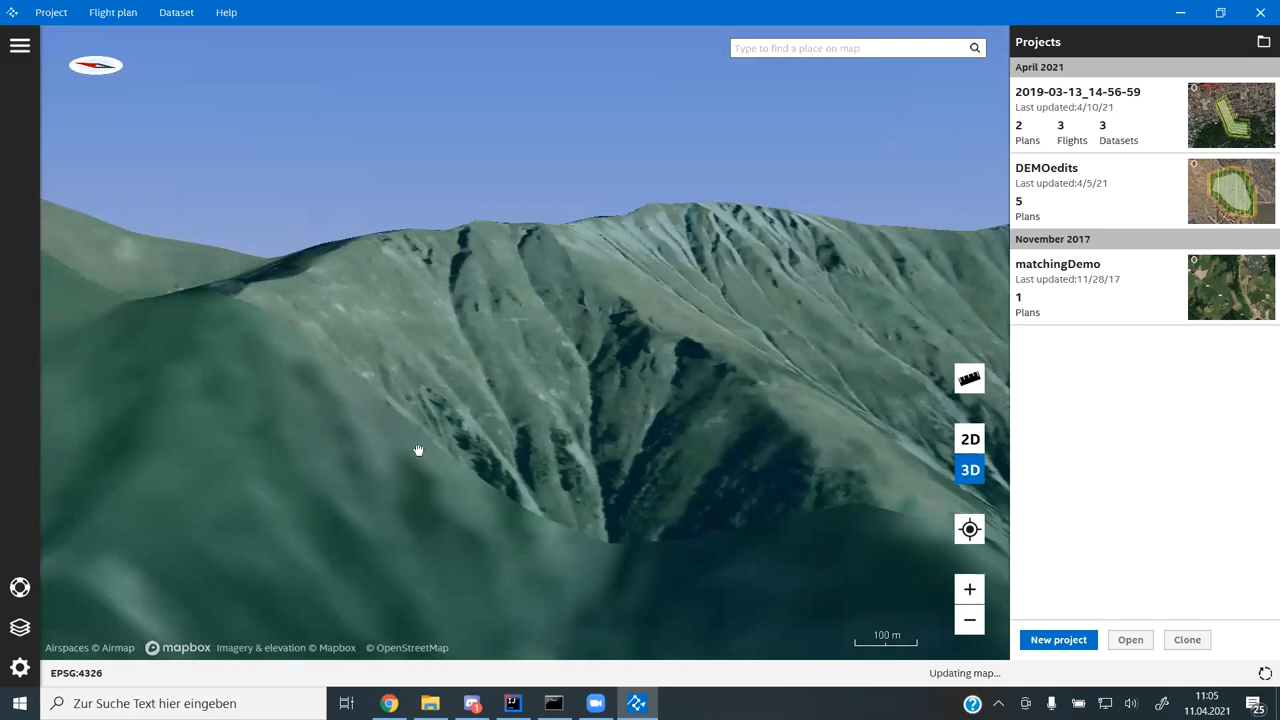 Project Flight plan Dataset Help
Type to find a place on map
Projects
April 2021
2019-03-13_14-56-59
Last updated:4/10/21
2 3 3
Plans Flights Datasets
DEMOedits
Last updated:4/5/21
5
Plans
November 2017
matchingDemo
Last updated:11/28/17
1
Plans
2D
3D
100 m
Airspaces © Airmap mapbox Imagery & elevation © Mapbox © OpenStreetMap
New project Open Clone
EPSG:4326
Updating map...
Zur Suche Text hier eingeben
11:05
11.04.2021
25